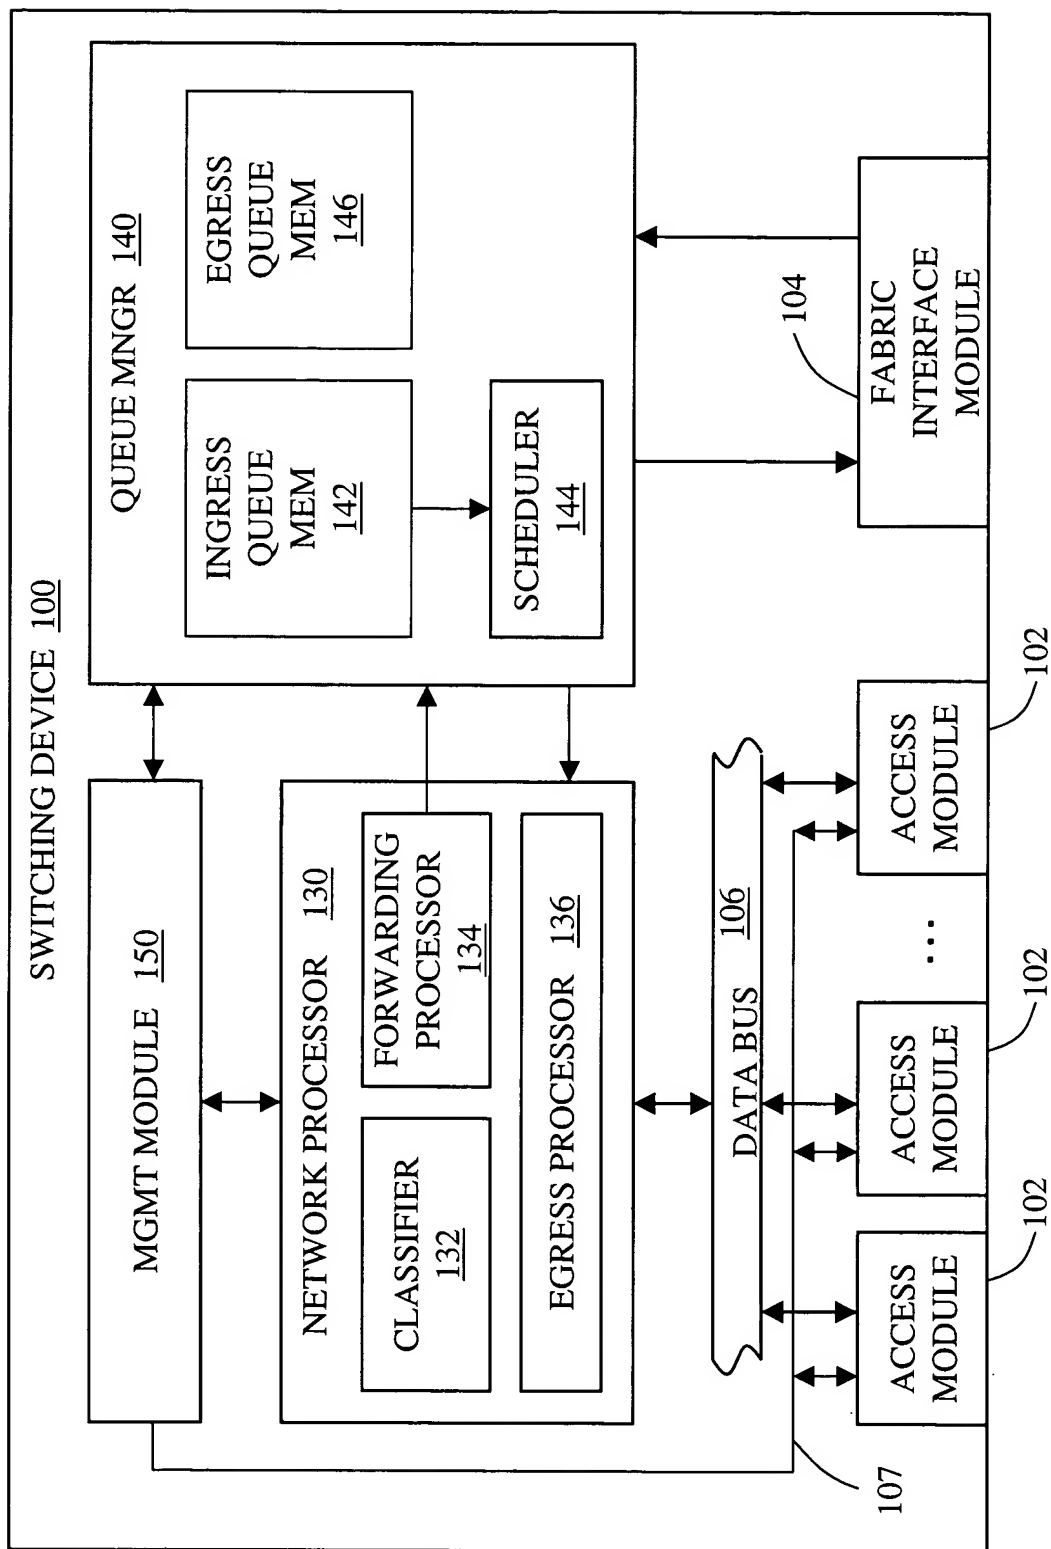 SWITCHING DEVICE 100
MGMT MODULE 150
QUEUE MNGR 140
INGRESS
QUEUE
MEM
142
EGRESS
QUEUE
MEM
146
SCHEDULER
144
NETWORK PROCESSOR 130
CLASSIFIER
132
FORWARDING
PROCESSOR
134
EGRESS PROCESSOR 136
DATA BUS 106
107
104
ACCESS
MODULE
ACCESS
MODULE
...
ACCESS
MODULE
FABRIC
INTERFACE
MODULE
102
102
102